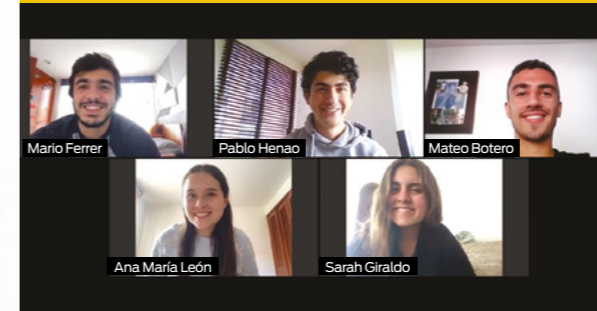 Mario Ferrer
Pablo Henao
Mateo Botero
Ana María León
Sarah Giraldo